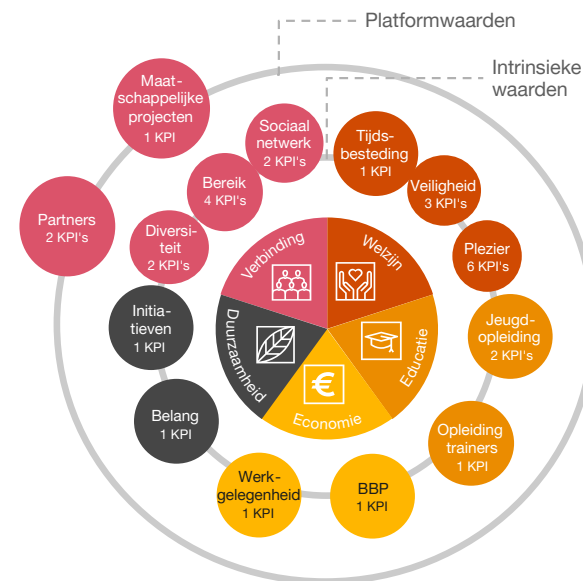 Platformwaarden
Intrinsieke
waarden
Maat-
schappelijke
projecten
1 KPI
Sociaal
netwerk
2 KPI's
Tijds-
besteding
1 KPI
Bereik
4 KPI's
Veiligheid
3 KPI's
Partners
2 KPI's
Diversi-
teit
2 KPI's
Plezier
6 KPI's
Verbinding
Welzijn
Initia-
tieven
1 KPI
Jeugd-
opleiding
2 KPI's
Duurzaamheid
Educatie
€
Economie
Belang
1 KPI
Opleiding
trainers
1 KPI
Werk-
gelegenheid
1 KPI
BBP
1 KPI